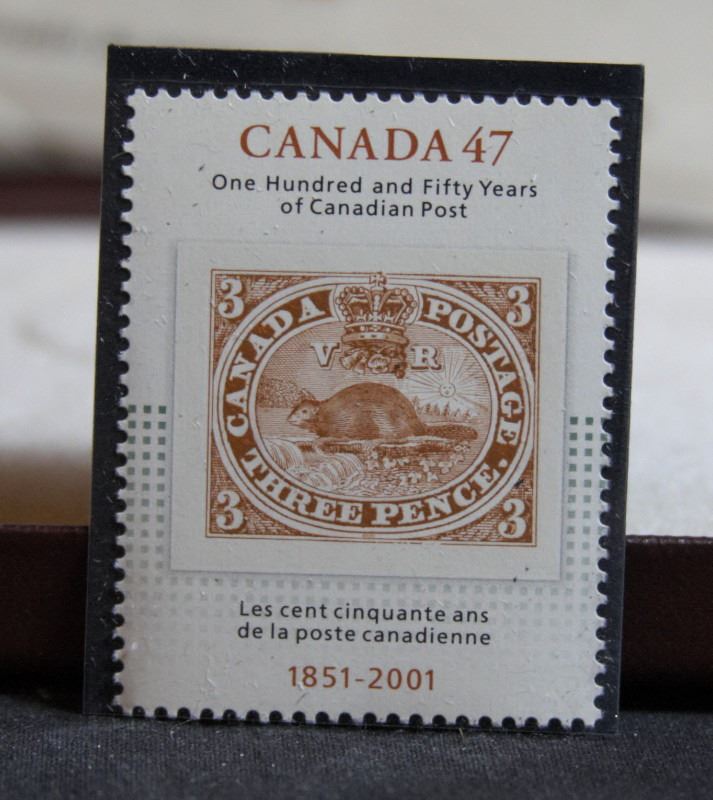 CANADA 47
One Hundred and Fifty Years
of Canadian Post
3 3
CANADA POSTAGE.
V R
THREE PENCE.
3 3
Les cent cinquante ans
de la poste canadienne
1851-2001